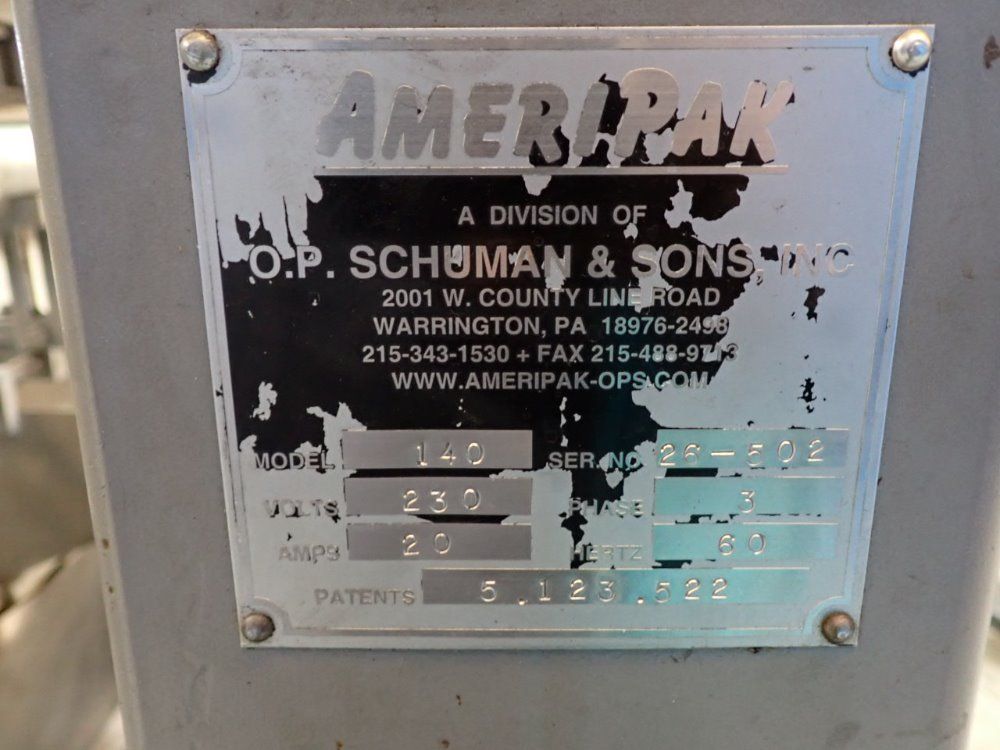 AMERIPAK
A DIVISION OF
O.P. SCHUMAN & SONS, INC
2001 W. COUNTY LINE ROAD
WARRINGTON, PA 18976-2498
215-343-1530 + FAX 215-488-9713
WWW.AMERIPAK-OPS.COM
MODEL 140 SER. NO 26-502
VOLTS 230 PHASE 3
AMPS 20 HERTZ 60
PATENTS 5,123,522